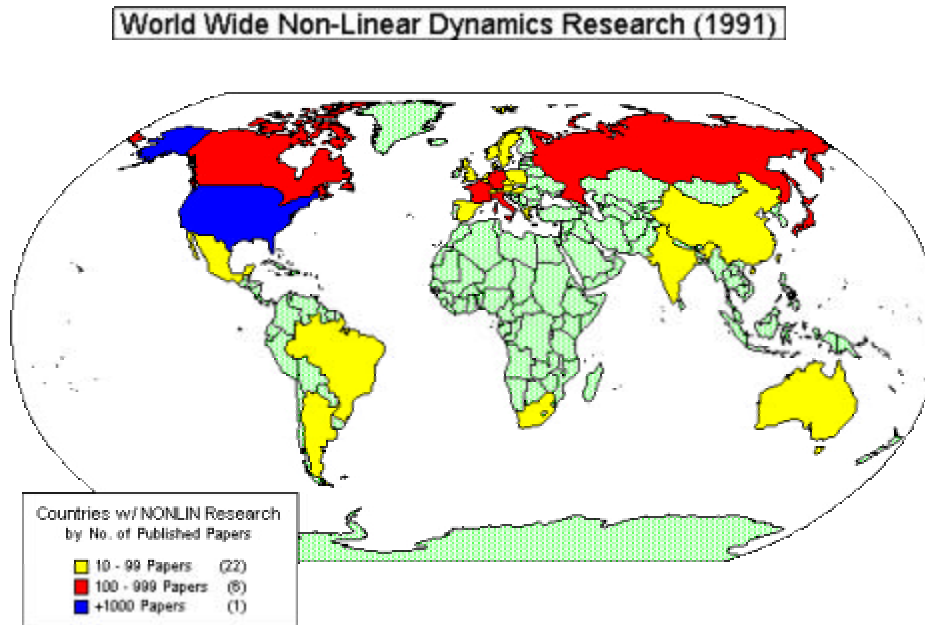 World Wide Non-Linear Dynamics Research (1991)
Countries w/ NONLIN Research
by No. of Published Papers
10 - 99 Papers (22)
100 - 999 Papers (6)
+1000 Papers (1)